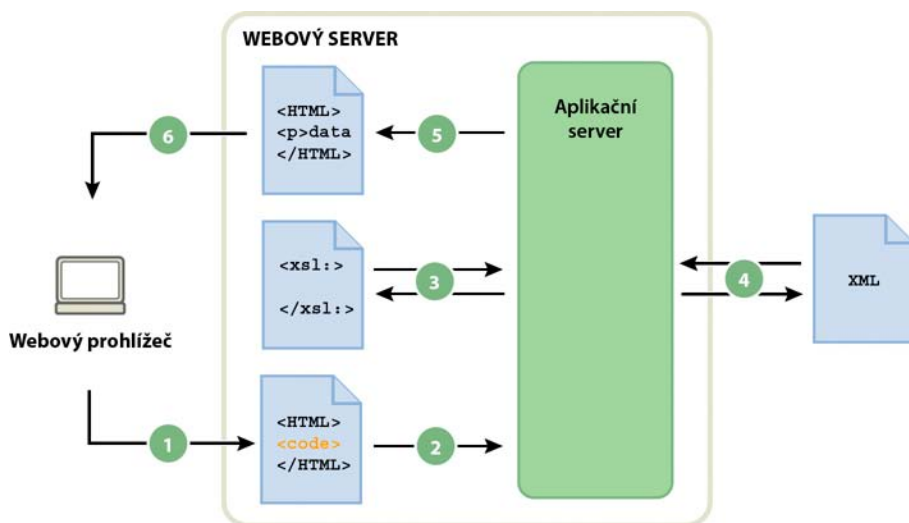 WEBOVÝ SERVER
<HTML>
<p>data
</HTML>
6
5
Aplikační
server
<xsl:>
</xsl:>
3
4
XML
Webový prohlížeč
<HTML>
<code>
</HTML>
1
2